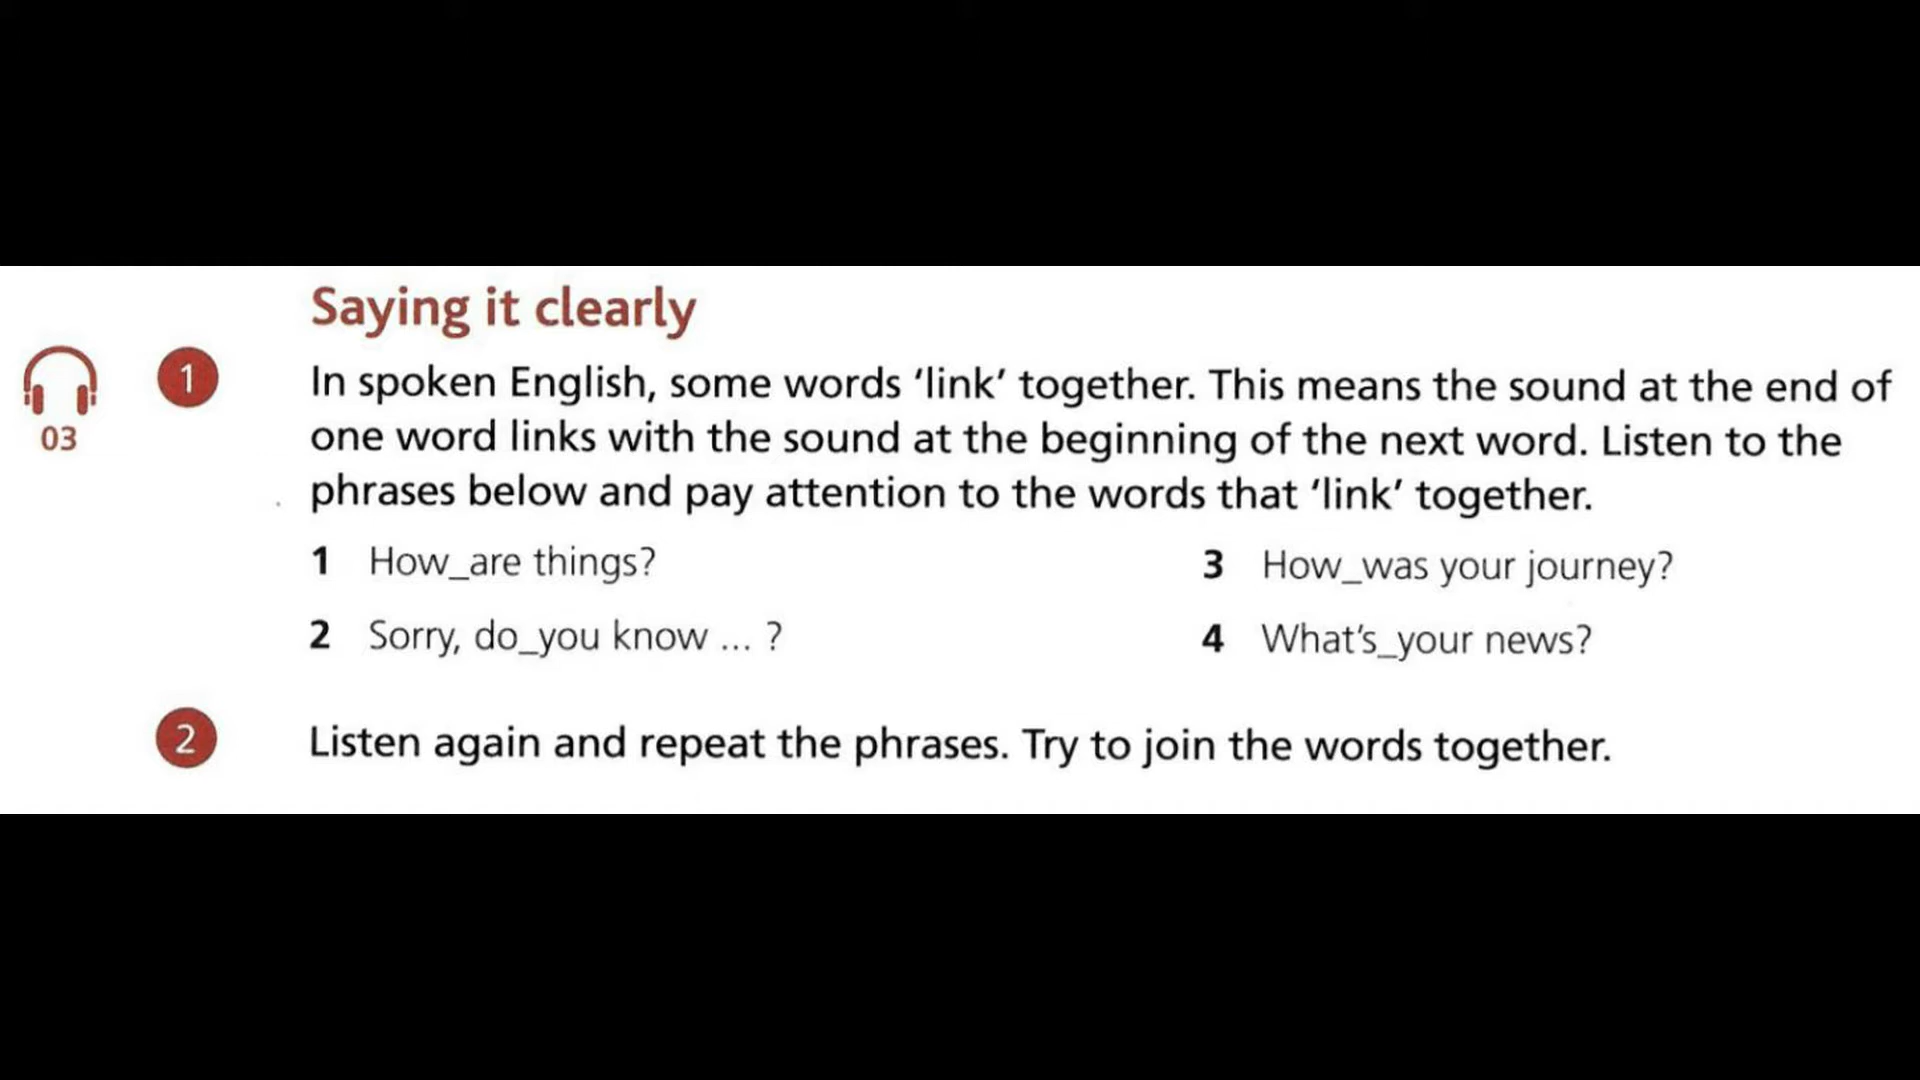 Saying it clearly
1 In spoken English, some words ‘link’ together. This means the sound at the end of
03
one word links with the sound at the beginning of the next word. Listen to the
phrases below and pay attention to the words that ‘link’ together.
1 How_are things?
3 How_was your journey?
2 Sorry, do_you know ... ?
4 What’s_your news?
2 Listen again and repeat the phrases. Try to join the words together.